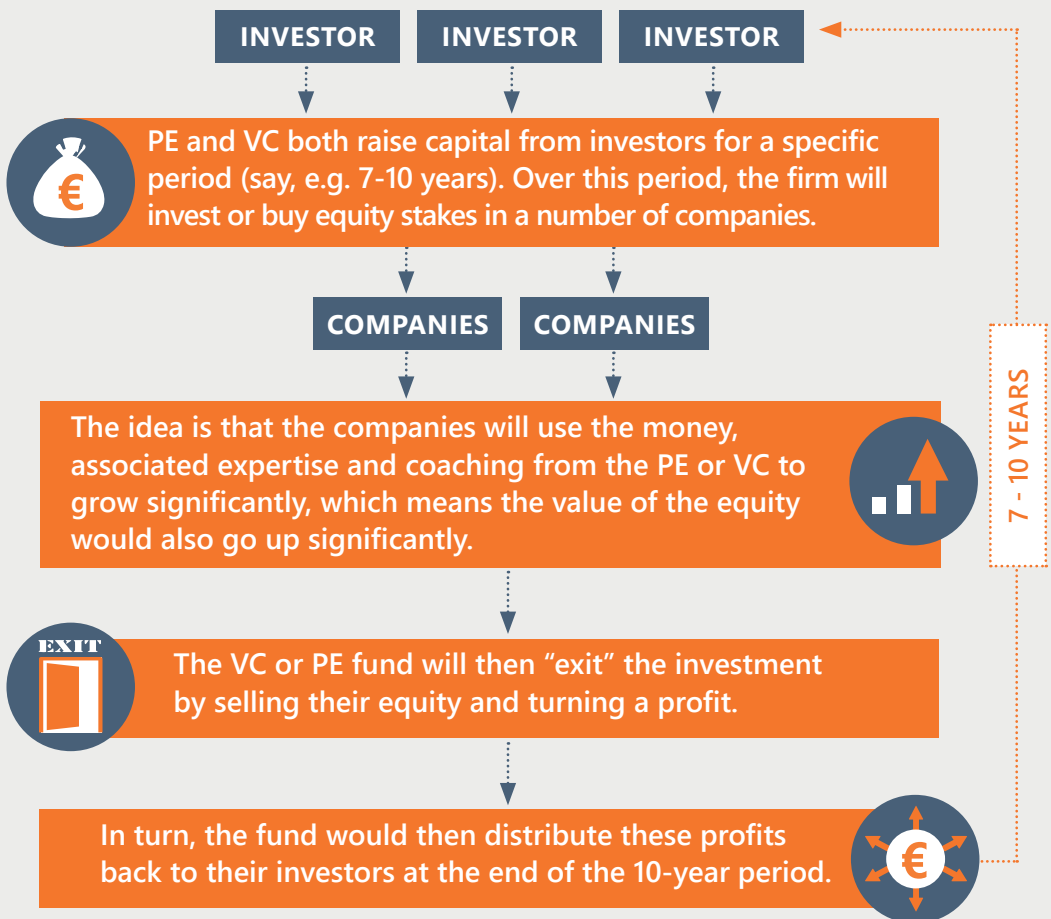 INVESTOR INVESTOR INVESTOR
€
PE and VC both raise capital from investors for a specific
period (say, e.g. 7-10 years). Over this period, the firm will
invest or buy equity stakes in a number of companies.
COMPANIES COMPANIES
The idea is that the companies will use the money,
associated expertise and coaching from the PE or VC to
grow significantly, which means the value of the equity
would also go up significantly.
7 - 10 YEARS
EXIT
The VC or PE fund will then “exit” the investment
by selling their equity and turning a profit.
In turn, the fund would then distribute these profits
back to their investors at the end of the 10-year period.
€